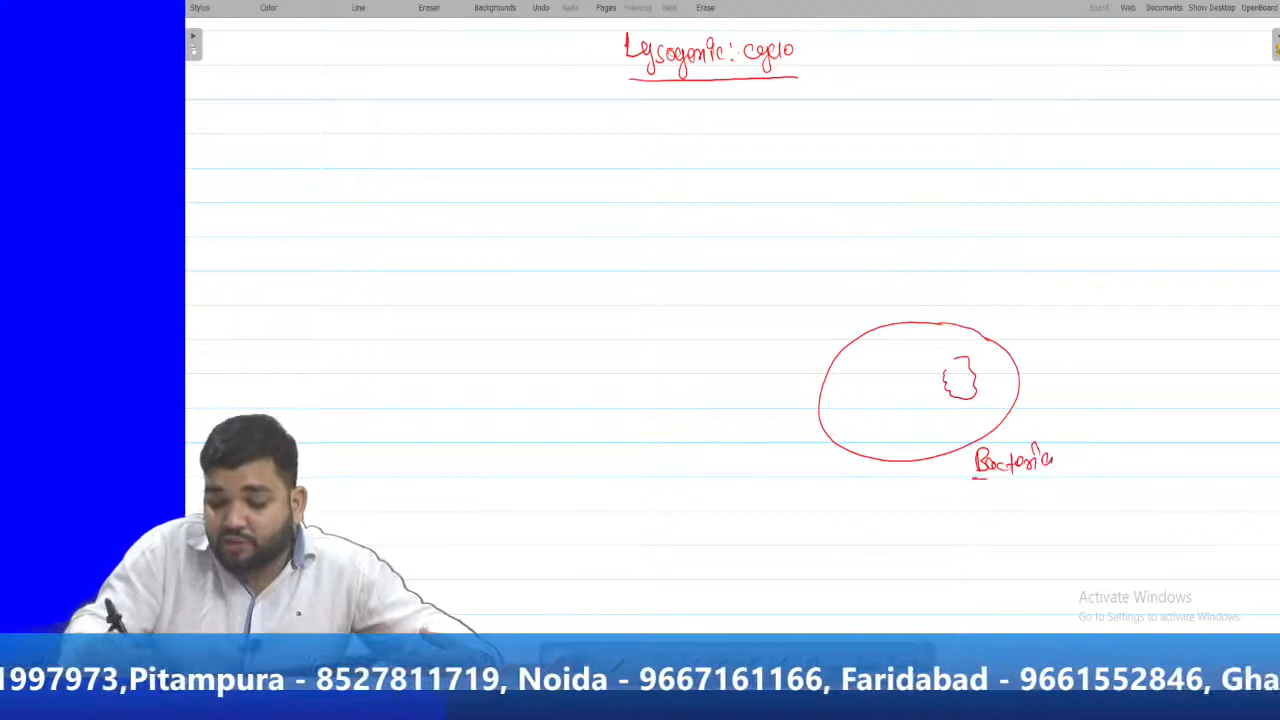 Stylus Color Line Eraser Backgrounds Undo Redo Pages Previous Next Erase Board Web Documents Show Desktop OpenBoard
Lysogenic: cycle
Bacteria
Activate Windows
Go to Settings to activate Windows.
1997973,Pitampura - 8527811719, Noida - 9667161166, Faridabad - 9661552846, Gha